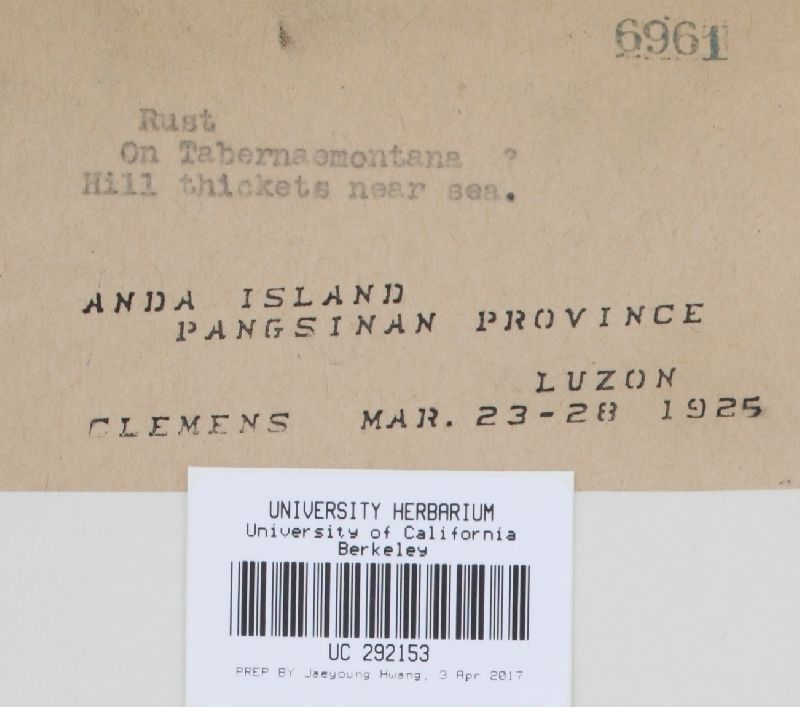 6961
Rust
On Tabernaemontana ?
Hill thickets near sea.
ANDA ISLAND
PANGSINAN PROVINCE
LUZON
CLEMENS MAR. 23-28 1925
UNIVERSITY HERBARIUM
University of California
Berkeley
UC 292153
PREP BY Jaeyoung Hwang, 3 Apr 2017